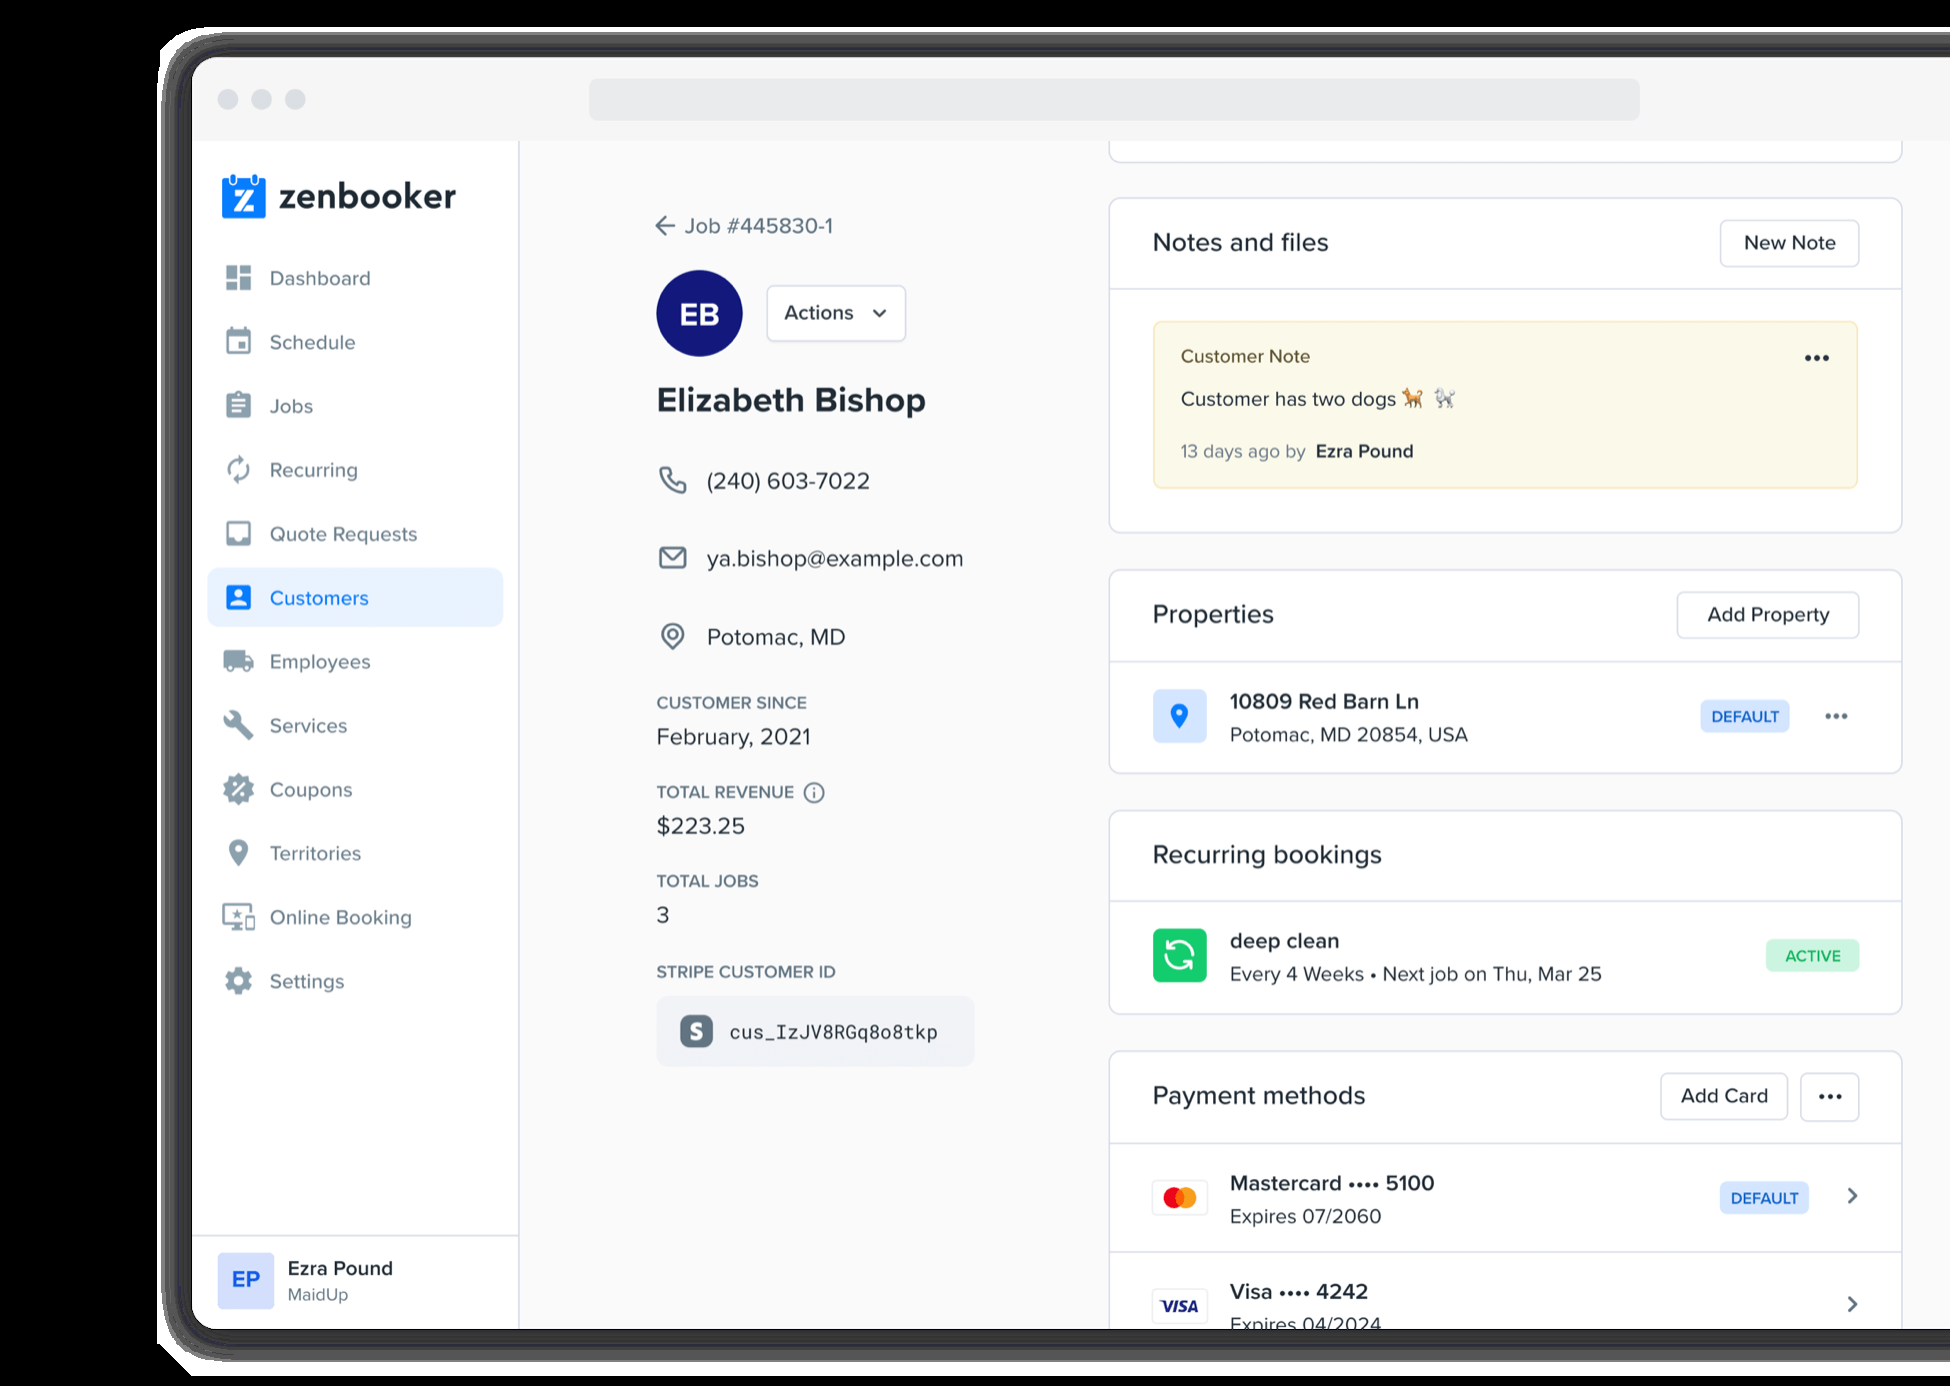 zenbooker
Dashboard
Schedule
Jobs
Recurring
Quote Requests
Customers
Employees
Services
Coupons
Territories
Online Booking
Settings
EP
Ezra Pound
MaidUp
← Job #445830-1
EB
Actions
Elizabeth Bishop
(240) 603-7022
ya.bishop@example.com
Potomac, MD
CUSTOMER SINCE
February, 2021
TOTAL REVENUE
$223.25
TOTAL JOBS
3
STRIPE CUSTOMER ID
S cus_IzJV8RGq8o8tkp
Notes and files
New Note
Customer Note
Customer has two dogs 🐕 🐩
13 days ago by Ezra Pound
Properties
Add Property
10809 Red Barn Ln
Potomac, MD 20854, USA
DEFAULT
Recurring bookings
deep clean
Every 4 Weeks • Next job on Thu, Mar 25
ACTIVE
Payment methods
Add Card
Mastercard •••• 5100
Expires 07/2060
DEFAULT
VISA
Visa •••• 4242
Expires 04/2024